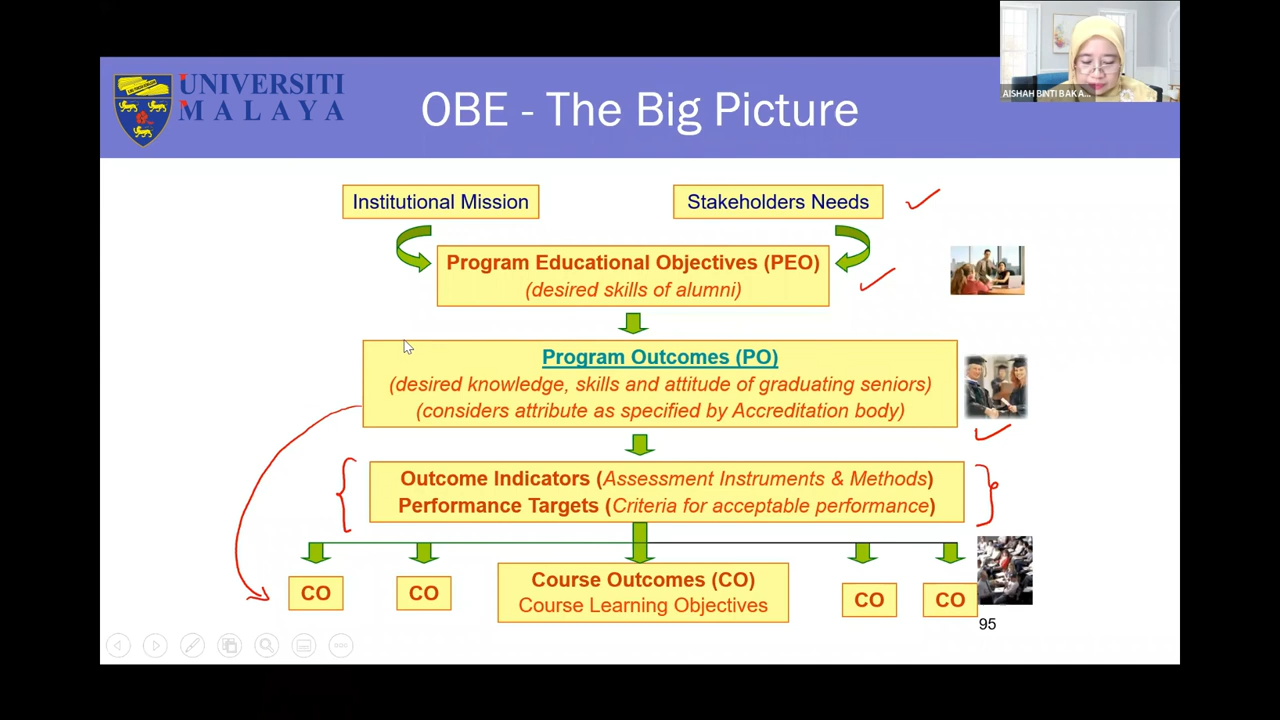 UNIVERSITI
MALAYA
OBE - The Big Picture
AISHAH BINTI BAKA...
Institutional Mission
Stakeholders Needs
Program Educational Objectives (PEO)
(desired skills of alumni)
Program Outcomes (PO)
(desired knowledge, skills and attitude of graduating seniors)
(considers attribute as specified by Accreditation body)
Outcome Indicators (Assessment Instruments & Methods)
Performance Targets (Criteria for acceptable performance)
CO
CO
Course Outcomes (CO)
Course Learning Objectives
CO
CO
95